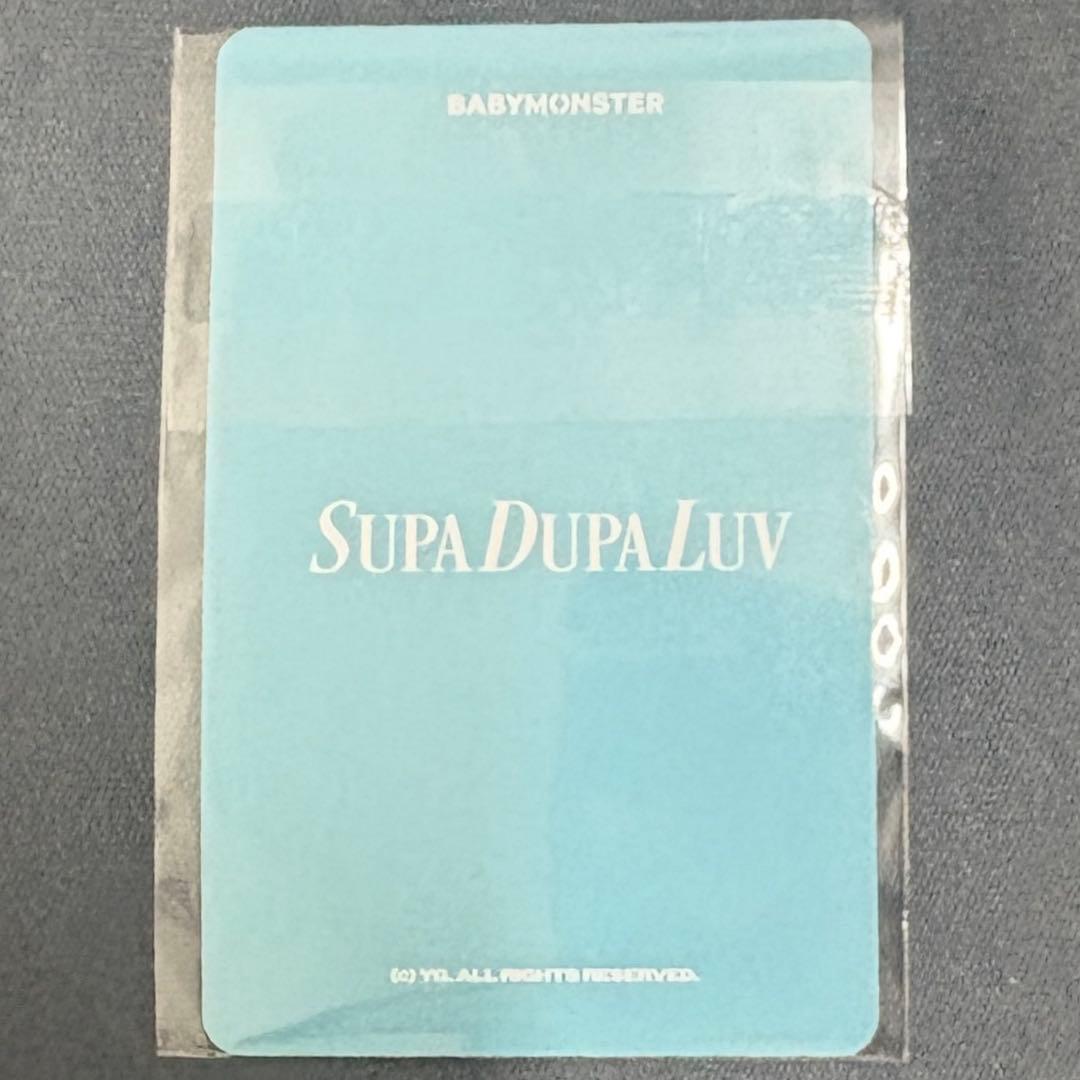 BABYMONSTER
SUPA DUPA LUV
(C) YG. ALL RIGHTS RESERVED.